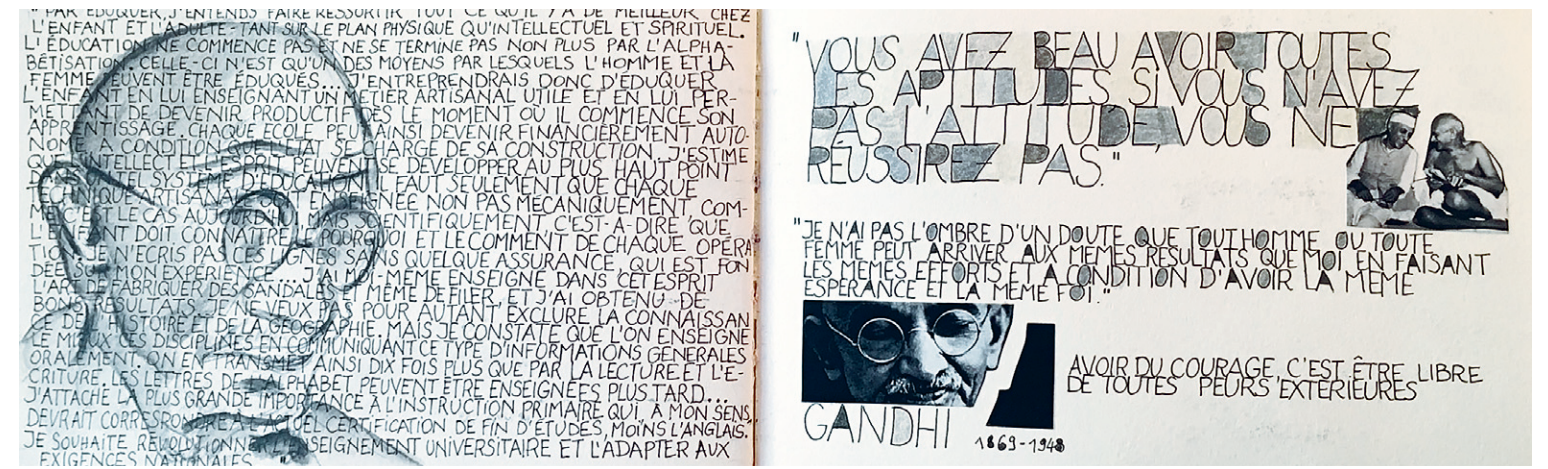 " PAR ÉDUQUER, J'ENTENDS FAIRE RESSORTIR TOUT CE QU'IL Y A DE MEILLEUR CHEZ
L'ENFANT ET L'ADULTE - TANT SUR LE PLAN PHYSIQUE QU'INTELLECTUEL ET SPIRITUEL.
L'ÉDUCATION NE COMMENCE PAS ET NE SE TERMINE PAS NON PLUS PAR L'ALPHA-
BÉTISATION. CELLE-CI N'EST QU'UN DES MOYENS PAR LESQUELS L'HOMME ET LA
FEMME PEUVENT ÊTRE ÉDUQUÉS... J'ENTREPRENDRAIS DONC D'ÉDUQUER
L'ENFANT EN LUI ENSEIGNANT UN MÉTIER ARTISANAL UTILE ET EN LUI PER-
METTANT DE DEVENIR PRODUCTIF DÈS LE MOMENT OÙ IL COMMENCE SON
APPRENTISSAGE. CHAQUE ECOLE PEUT AINSI DEVENIR FINANCIÈREMENT AUTO-
NOME, A CONDITION QUE L'ÉTAT SE CHARGE DE SA CONSTRUCTION. J'ESTIME
QUE L'INTELLECT ET L'ESPRIT PEUVENT SE DEVELOPPER AU PLUS HAUT POINT
DANS UN TEL SYSTÈME D'ÉDUCATION. IL FAUT SEULEMENT QUE CHAQUE
TECHNIQUE ARTISANALE SOIT ENSEIGNÉE NON PAS MÉCANIQUEMENT COM-
ME C'EST LE CAS AUJOURD'HUI MAIS SCIENTIFIQUEMENT, C'EST-A-DIRE QUE
L'ENFANT DOIT CONNAÎTRE LE POURQUOI ET LE COMMENT DE CHAQUE OPÉRA
TION. JE N'ECRIS PAS CES LIGNES SANS QUELQUE ASSURANCE, QUI EST FON
DÉE SUR MON EXPÉRIENCE. J'AI MOI-MÊME ENSEIGNÉ DANS CET ESPRIT
L'ART DE FABRIQUER DES SANDALES ET MÊME DE FILER, ET J'AI OBTENU DE
BONS RÉSULTATS. JE NE VEUX PAS POUR AUTANT EXCLURE LA CONNAISSAN
CE DE L'HISTOIRE ET DE LA GÉOGRAPHIE, MAIS JE CONSTATE QUE L'ON ENSEIGNE
LE MIEUX CES DISCIPLINES EN COMMUNIQUANT CE TYPE D'INFORMATIONS GÉNÉRALES
ORALEMENT. ON EN TRANSMET AINSI DIX FOIS PLUS QUE PAR LA LECTURE ET L'É-
CRITURE. LES LETTRES DE L'ALPHABET PEUVENT ÊTRE ENSEIGNÉES PLUS TARD...
J'ATTACHE LA PLUS GRANDE IMPORTANCE À L'INSTRUCTION PRIMAIRE QUI, À MON SENS,
DEVRAIT CORRESPONDRE À L'ACTUEL CERTIFICATION DE FIN D'ÉTUDES, MOINS L'ANGLAIS.
JE SOUHAITE RÉVOLUTIONNER L'ENSEIGNEMENT UNIVERSITAIRE ET L'ADAPTER AUX
EXIGENCES NATIONALES... "
"VOUS AVEZ BEAU AVOIR TOUTES
LES APTITUDES SI VOUS N'AVEZ
PAS L'ATTITUDE, VOUS NE
RÉUSSIREZ PAS."
"JE N'AI PAS L'OMBRE D'UN DOUTE QUE TOUT HOMME OU TOUTE
FEMME PEUT ARRIVER AUX MEMES RÉSULTATS QUE MOI EN FAÏSANT
LES MEMES EFFORTS ET A CONDITION D'AVOIR LA MÊME
ESPÉRANCE ET LA MÊME FOI."
AVOIR DU COURAGE, C'EST ÊTRE LIBRE
DE TOUTES PEURS EXTÉRIEURES
GANDHI 1869-1948